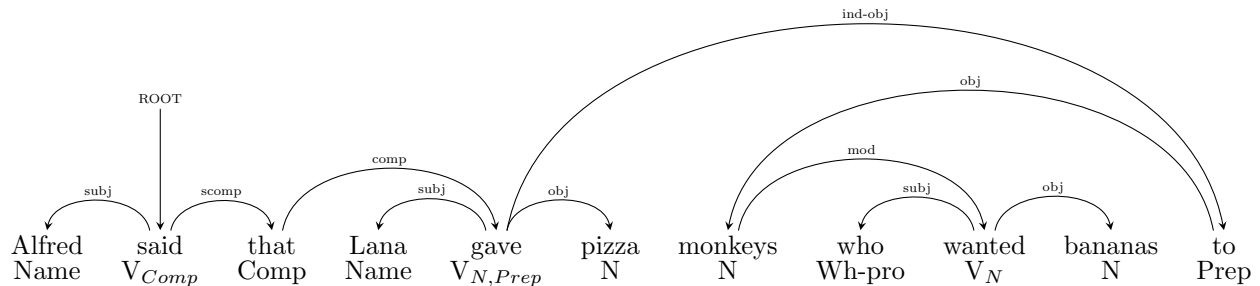 ind-obj
obj
ROOT
comp
mod
subj scomp subj obj subj obj
Alfred said that Lana gave pizza monkeys who wanted bananas to
Name V_Comp Comp Name V_N,Prep N N Wh-pro V_N N Prep